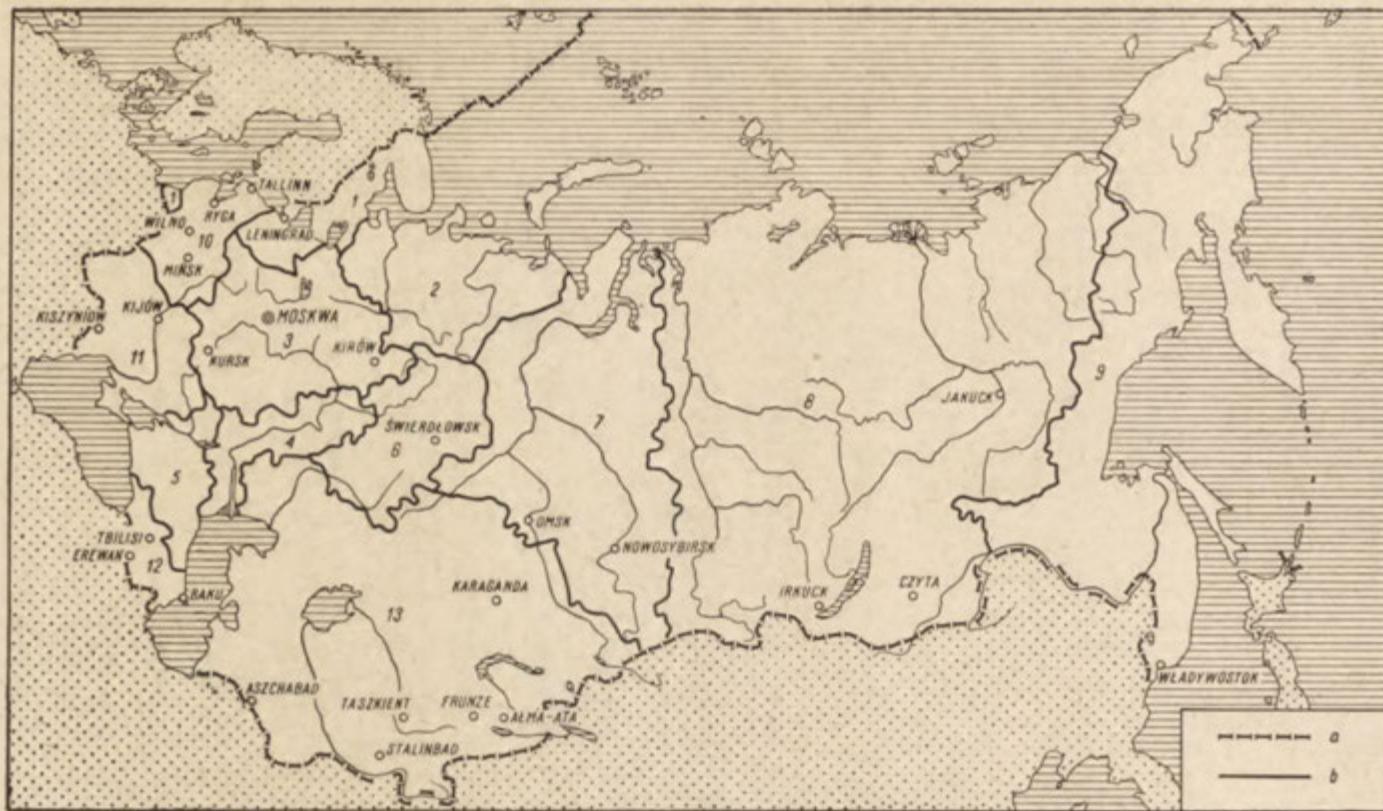 TALLINN
RYGA
1
1
WILNO
10
LENINGRAD
MIŃSK
2
KIJÓW
KISZYNIÓW
MOSKWA
3
11
KURSK
KIRÓW
9
8
JAKUCK
7
4
ŚWIERDŁOWSK
6
5
OMSK
TBILISI
EREWAN
12
NOWOSYBIRSK
BAKU
KARAGANDA
13
IRKUCK
CZYTA
ASZCHABAD
TASZKIENT
FRUNZE
AŁMA-ATA
STALINBAD
WŁADYWOSTOK
a
b